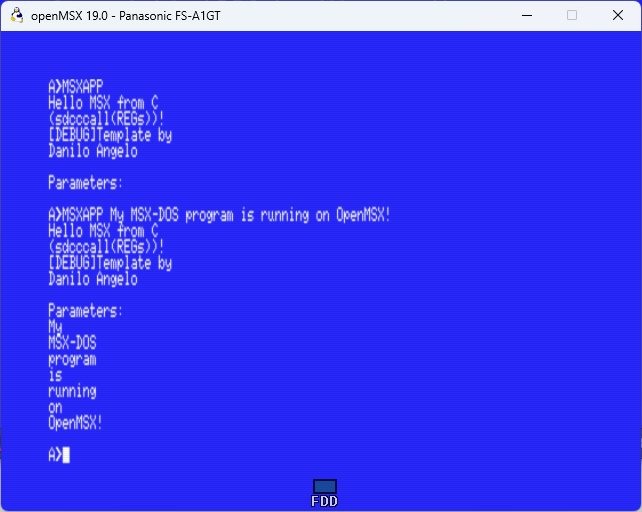 openMSX 19.0 - Panasonic FS-A1GT
A>MSXAPP
Hello MSX from C
(sdcccall(REGs))!
[DEBUG]Template by
Danilo Angelo
Parameters:
A>MSXAPP My MSX-DOS program is running on OpenMSX!
Hello MSX from C
(sdcccall(REGs))!
[DEBUG]Template by
Danilo Angelo
Parameters:
My
MSX-DOS
program
is
running
on
OpenMSX!
A>
FDD